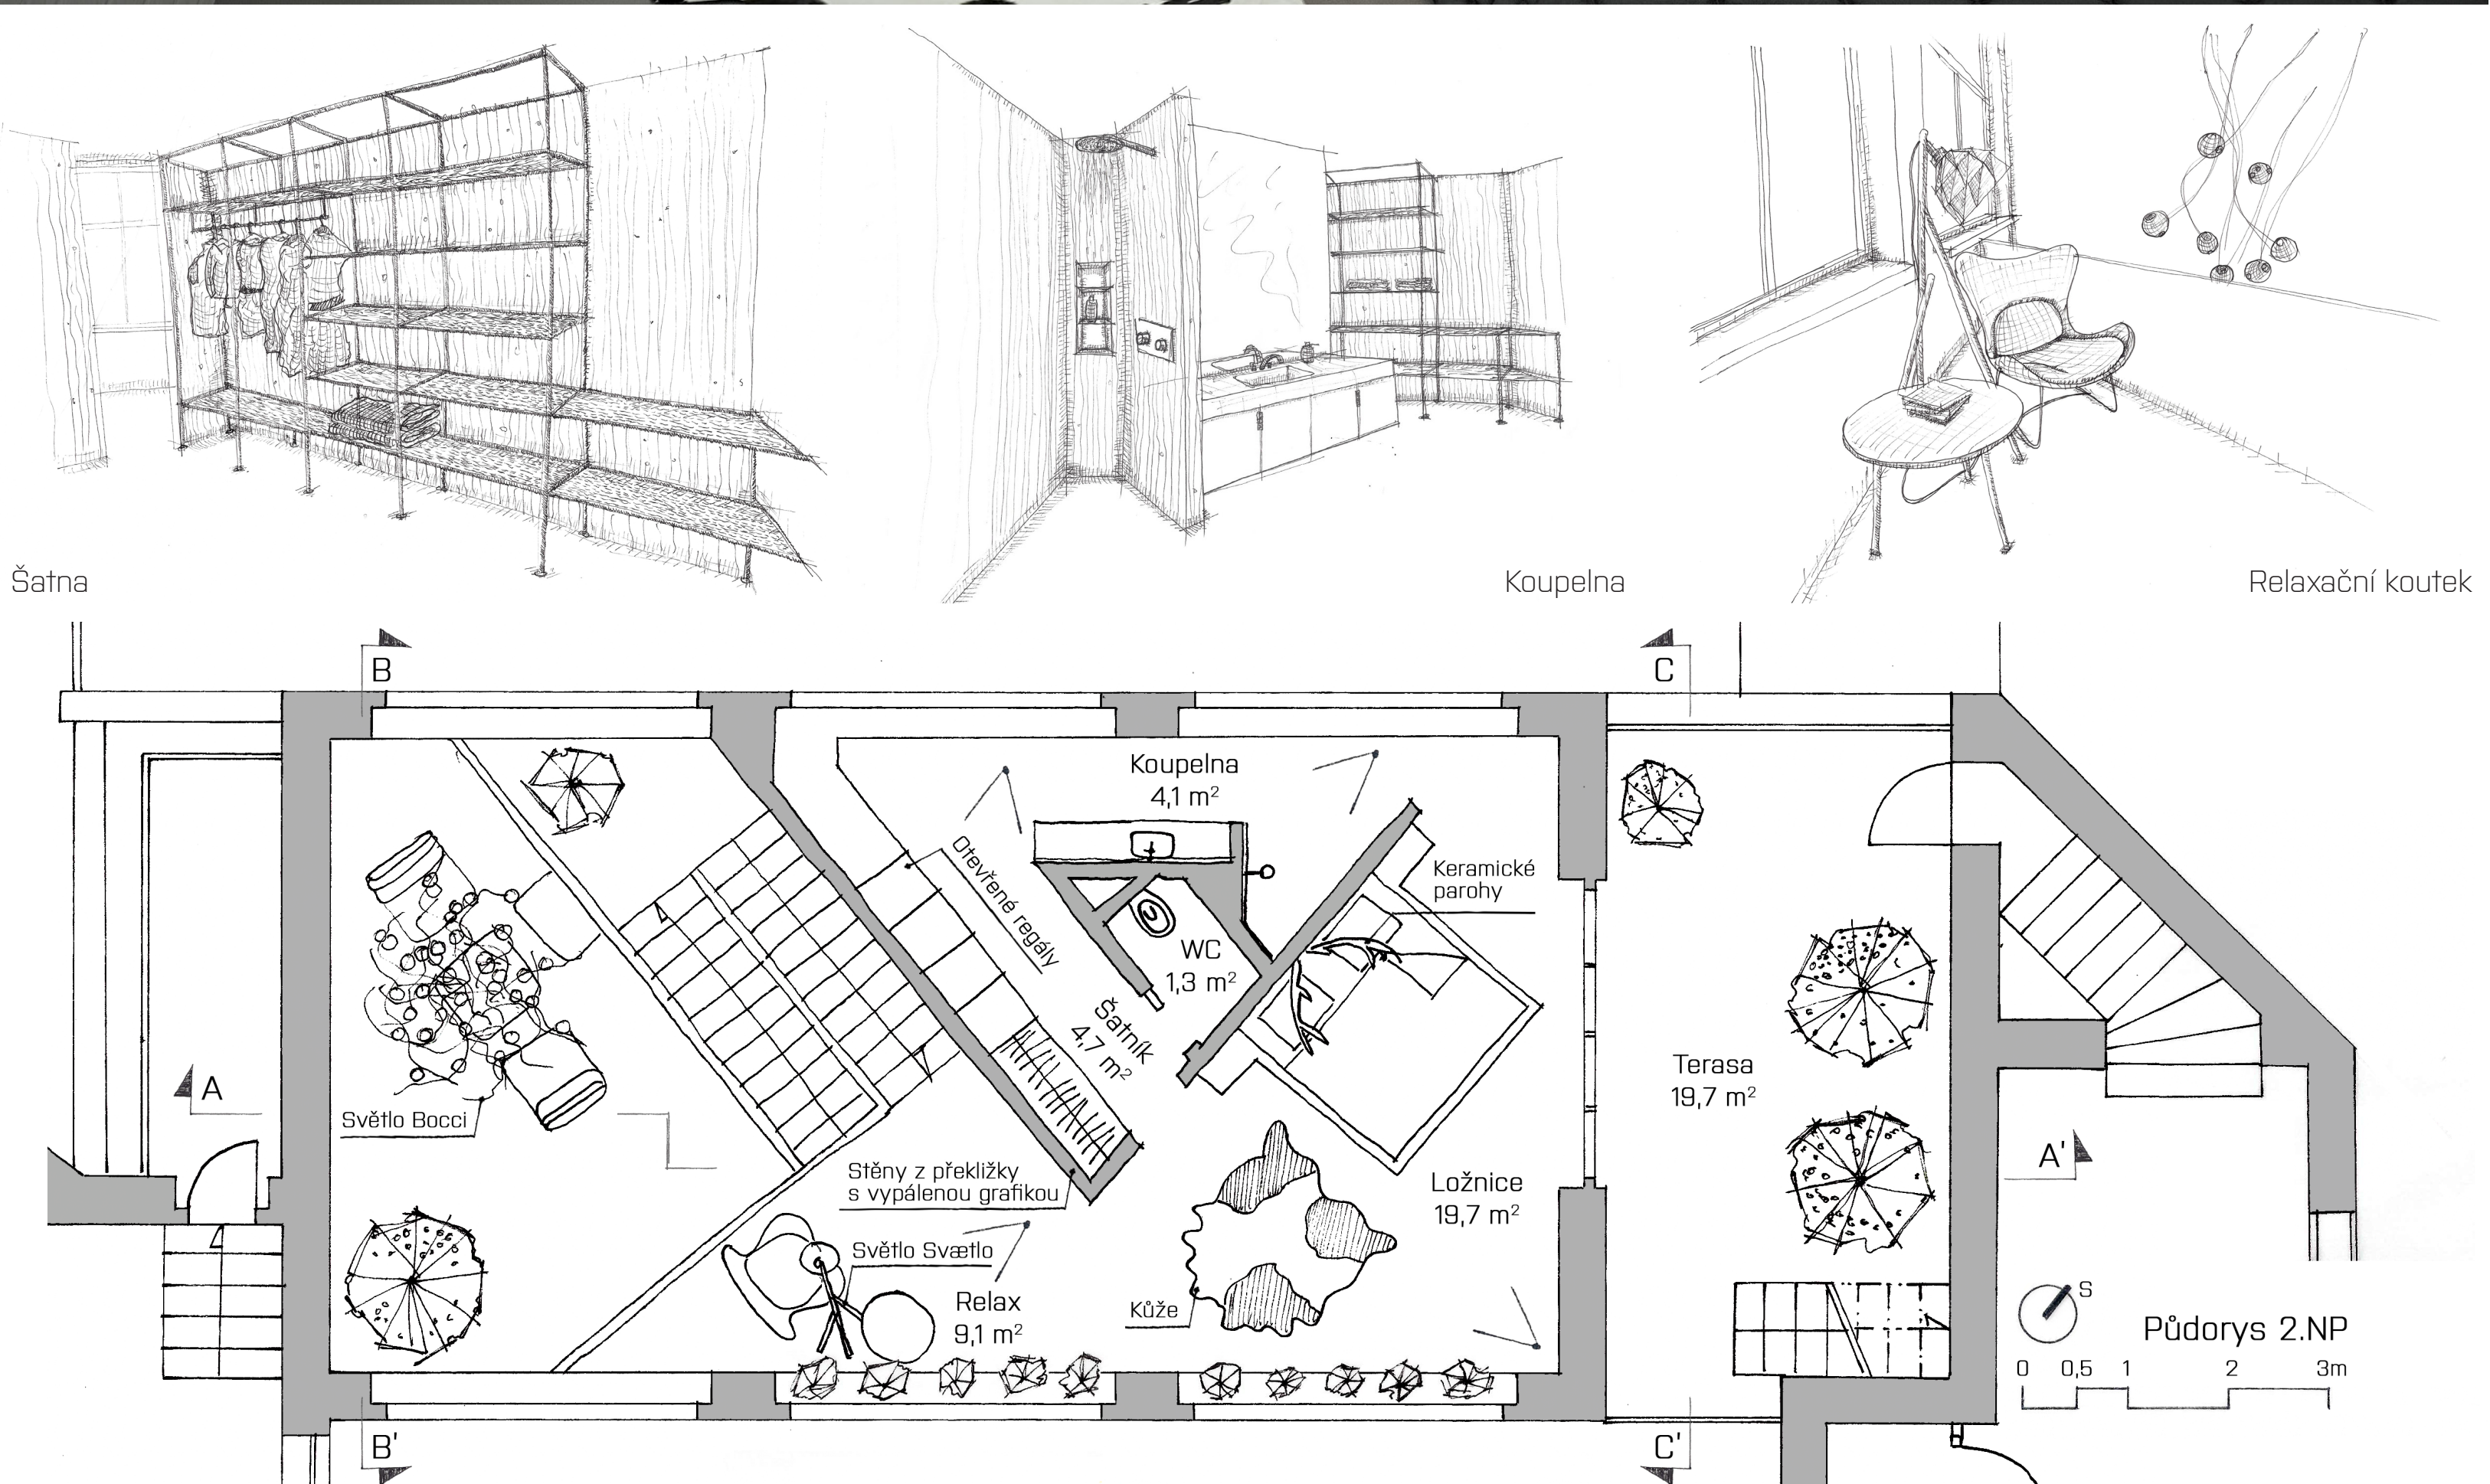 Šatna
Koupelna
Relaxační koutek
B
C
Koupelna
4,1 m²
Otevřené regály
Keramické
parohy
WC
1,3 m²
Šatník
4,7 m²
Terasa
19,7 m²
A
Světlo Bocci
A'
Stěny z překližky
s vypálenou grafikou
Ložnice
19,7 m²
Světlo Svætlo
Relax
9,1 m²
Kůže
S
Půdorys 2.NP
0 0,5 1 2 3m
B'
C'